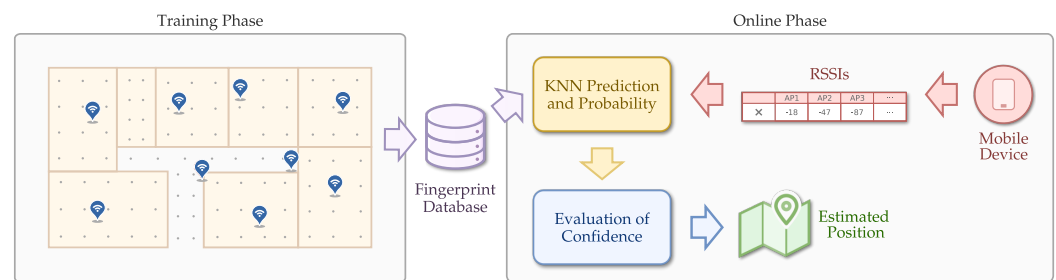 Training Phase
Online Phase
Fingerprint
Database
KNN Prediction
and Probability
RSSIs
AP1 AP2 AP3 ...
× -18 -47 -87 ...
Mobile
Device
Evaluation of
Confidence
Estimated
Position